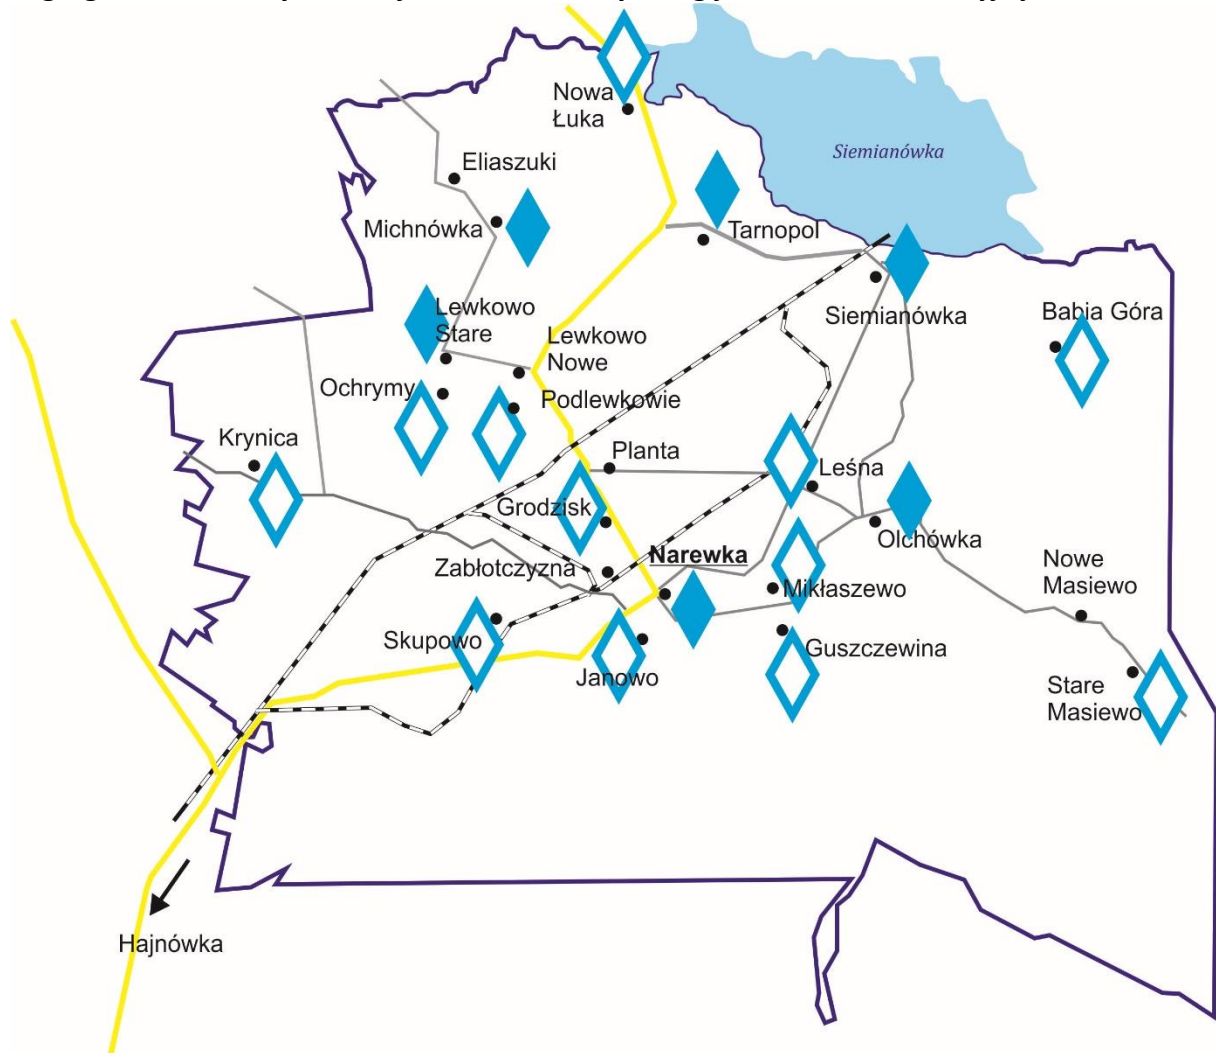 Nowa
Łuka
Siemianówka
Eliaszuki
Michnówka
Tarnopol
Lewkowo
Stare
Siemianówka
Babia Góra
Lewkowo
Nowe
Ochrymy
Podlewkowie
Krynica
Planta
Leśna
Grodzisk
Olchówka
Narewka
Zabłotczyzna
Nowe
Masiewo
Mikłaszewo
Skupowo
Guszczewina
Janowo
Stare
Masiewo
Hajnówka